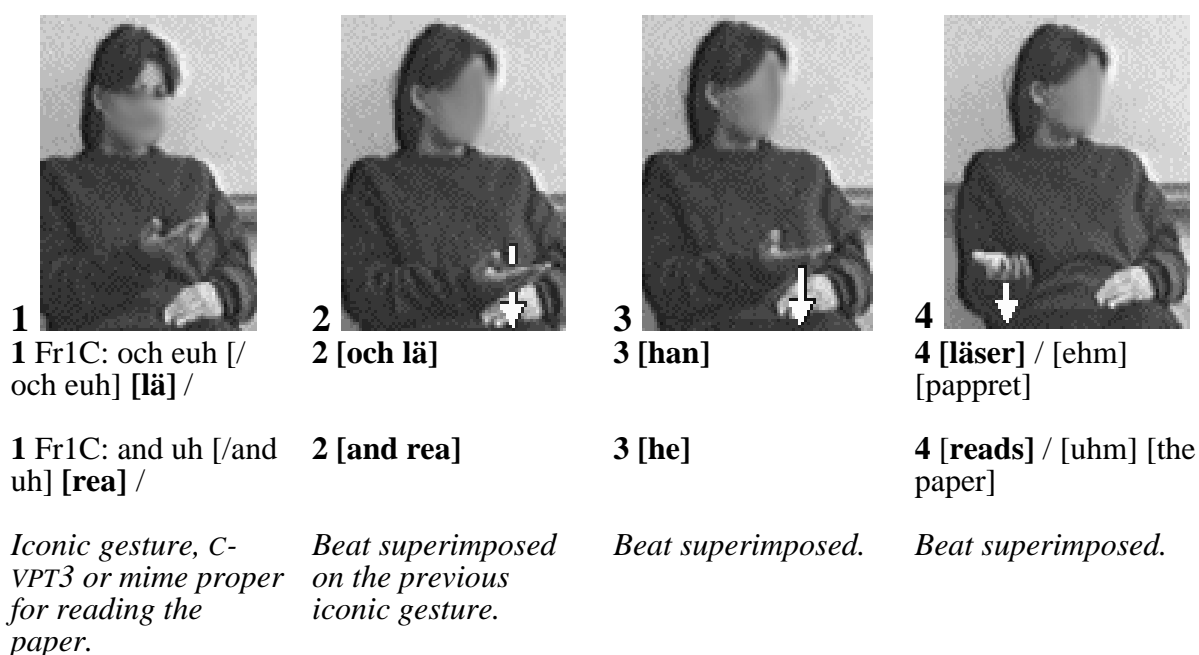 1
2
3
4
1 Fr1C: och euh [/
och euh] [lä] /
2 [och lä]
3 [han]
4 [läser] / [ehm]
[pappret]
1 Fr1C: and uh [/and
uh] [rea] /
2 [and rea]
3 [he]
4 [reads] / [uhm] [the
paper]
Iconic gesture, C-
VPT3 or mime proper
for reading the
paper.
Beat superimposed
on the previous
iconic gesture.
Beat superimposed.
Beat superimposed.